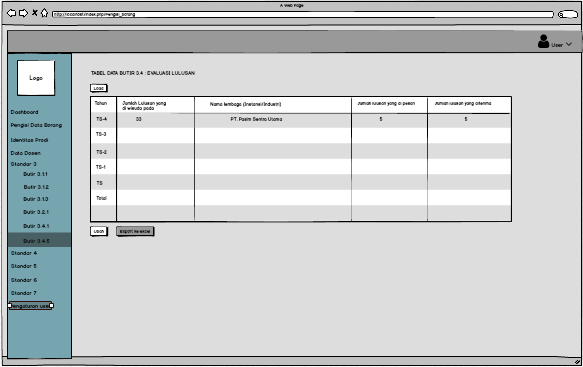 A Web Page
http://localhost/index.php/Pengisi_borang
User
Logo
TABEL DATA BUTIR 3.4 : EVALUASI LULUSAN
Load
Dashboard
Pengisi Data Borang
Identitas Prodi
Data Dosen
Standar 3
Butir 3.1.1
Butir 3.1.2
Butir 3.1.3
Butir 3.2.1
Butir 3.4.1
Butir 3.4.5
Standar 4
Standar 5
Standar 6
Standar 7
Pengaturan User
Tahun Jumlah Lulusan yang di wisuda pada Nama lembaga (Instansi/Industri) Jumlah lulusan yang di pesan Jumlah lulusan yang diterima
TS-4 33 PT. Pasim Sentra Utama 5 5
TS-3
TS-2
TS-1
TS
Total
Ubah Export ke excel